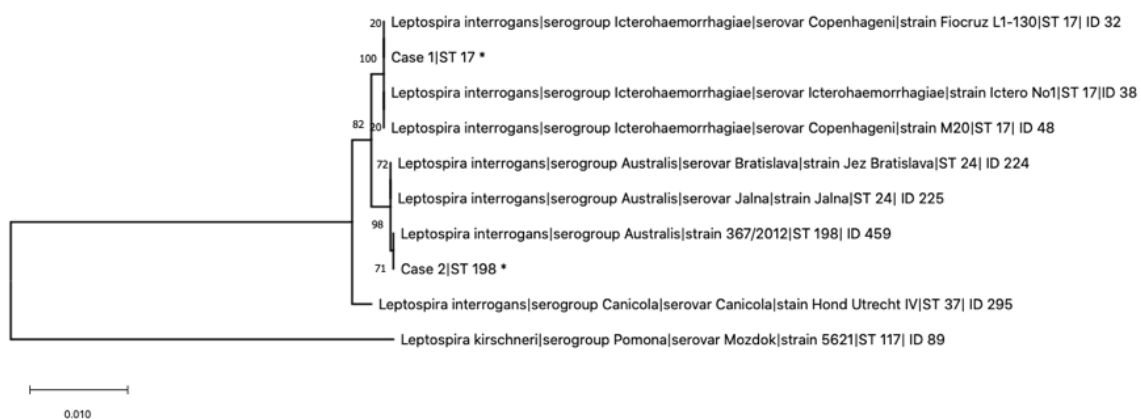 20 Leptospira interrogans|serogroup Icterohaemorrhagiae|serovar Copenhageni|strain Fiocruz L1-130|ST 17| ID 32
100 Case 1|ST 17 *
Leptospira interrogans|serogroup Icterohaemorrhagiae|serovar Icterohaemorrhagiae|strain Ictero No1|ST 17|ID 38
82 20 Leptospira interrogans|serogroup Icterohaemorrhagiae|serovar Copenhageni|strain M20|ST 17| ID 48
72 Leptospira interrogans|serogroup Australis|serovar Bratislava|strain Jez Bratislava|ST 24| ID 224
Leptospira interrogans|serogroup Australis|serovar Jalna|strain Jalna|ST 24| ID 225
98 Leptospira interrogans|serogroup Australis|strain 367/2012|ST 198| ID 459
71 Case 2|ST 198 *
Leptospira interrogans|serogroup Canicola|serovar Canicola|stain Hond Utrecht IV|ST 37| ID 295
Leptospira kirschneri|serogroup Pomona|serovar Mozdok|strain 5621|ST 117| ID 89
0.010